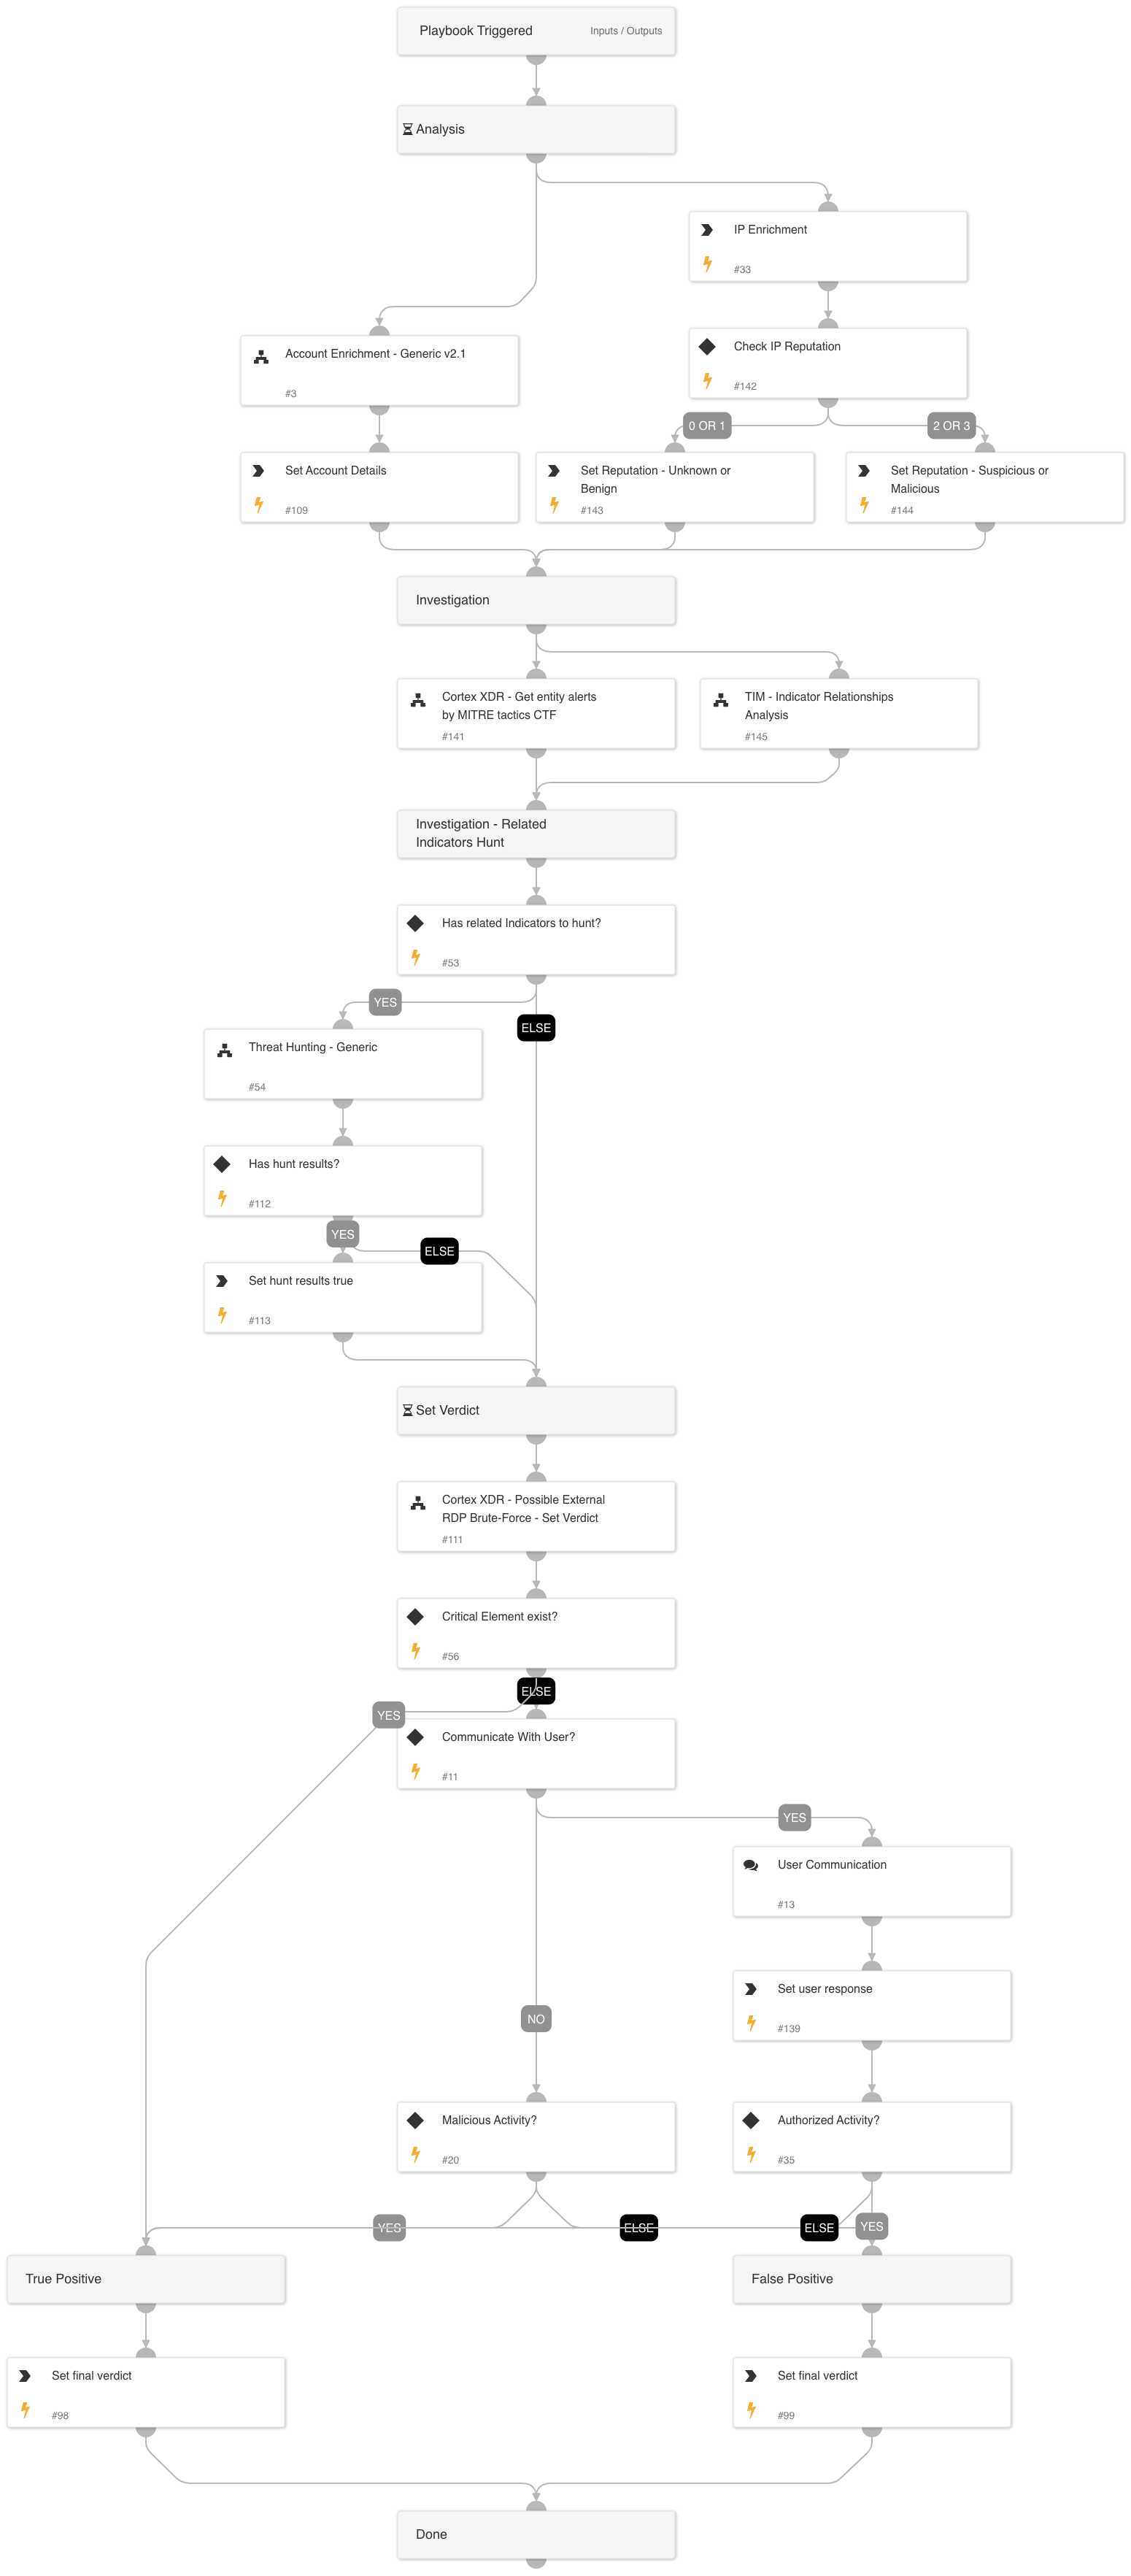 Playbook Triggered
Inputs / Outputs
Analysis
IP Enrichment
#33
Account Enrichment - Generic v2.1
#3
Check IP Reputation
#142
0 OR 1
2 OR 3
Set Account Details
#109
Set Reputation - Unknown or
Benign
#143
Set Reputation - Suspicious or
Malicious
#144
Investigation
Cortex XDR - Get entity alerts
by MITRE tactics CTF
#141
TIM - Indicator Relationships
Analysis
#145
Investigation - Related
Indicators Hunt
Has related Indicators to hunt?
#53
YES
ELSE
Threat Hunting - Generic
#54
Has hunt results?
#112
YES
ELSE
Set hunt results true
#113
Set Verdict
Cortex XDR - Possible External
RDP Brute-Force - Set Verdict
#111
Critical Element exist?
#56
ELSE
YES
Communicate With User?
#11
YES
User Communication
#13
Set user response
#139
NO
Malicious Activity?
#20
Authorized Activity?
#35
YES
ELSE
ELSE
YES
True Positive
False Positive
Set final verdict
#98
Set final verdict
#99
Done